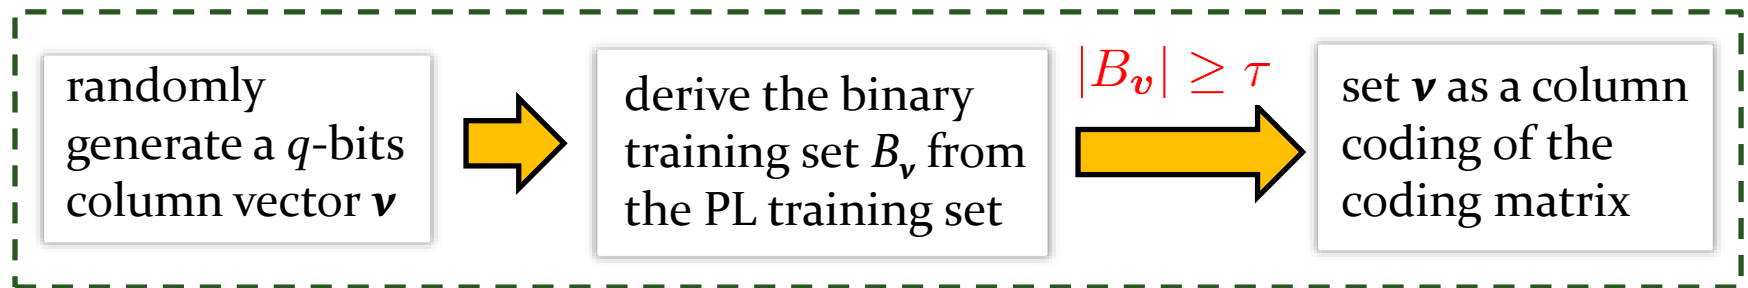 randomly
generate a q-bits
column vector v
derive the binary
training set B_v from
the PL training set
|B_v| ≥ τ
set v as a column
coding of the
coding matrix